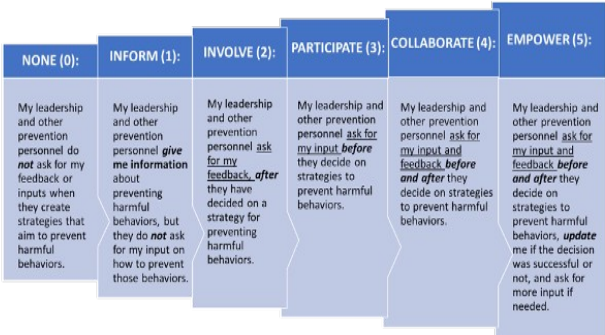 NONE (0):
My leadership
and other
prevention
personnel do
not ask for my
feedback or
inputs when
they create
strategies that
aim to prevent
harmful
behaviors.
INFORM (1):
My leadership
and other
prevention
personnel give
me information
about
preventing
harmful
behaviors, but
they do not ask
for my input on
how to prevent
those behaviors.
INVOLVE (2):
My leadership
and other
prevention
personnel ask
for my
feedback, after
they have
decided on a
strategy for
preventing
harmful
behaviors.
PARTICIPATE (3):
My leadership and
other prevention
personnel ask for
my input before
they decide on
strategies to
prevent harmful
behaviors.
COLLABORATE (4):
My leadership and
other prevention
personnel ask for
my input and
feedback before
and after they
decide on strategies
to prevent harmful
behaviors.
EMPOWER (5):
My leadership and
other prevention
personnel ask for
my input and
feedback before
and after they
decide on
strategies to
prevent harmful
behaviors, update
me if the decision
was successful or
not, and ask for
more input if
needed.